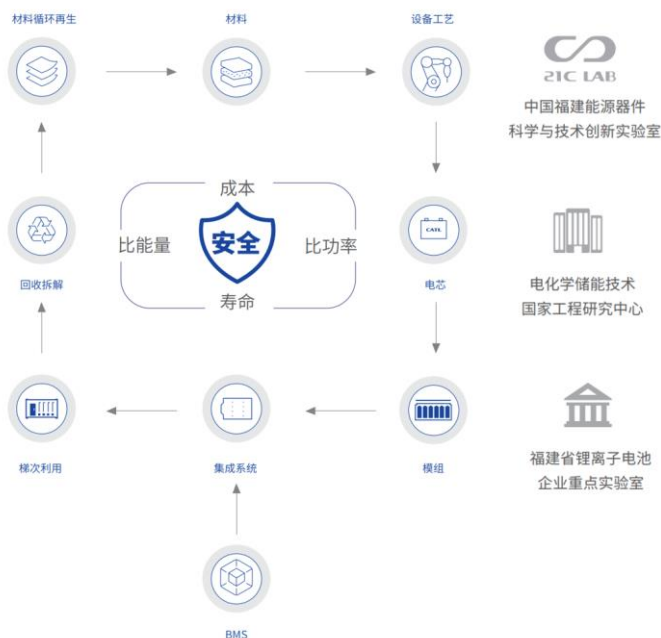 材料循环再生
材料
设备工艺
21C LAB
中国福建能源器件
科学与技术创新实验室
成本
比能量
安全
比功率
寿命
回收拆解
CATL
电芯
电化学储能技术
国家工程研究中心
梯次利用
集成系统
模组
福建省锂离子电池
企业重点实验室
BMS